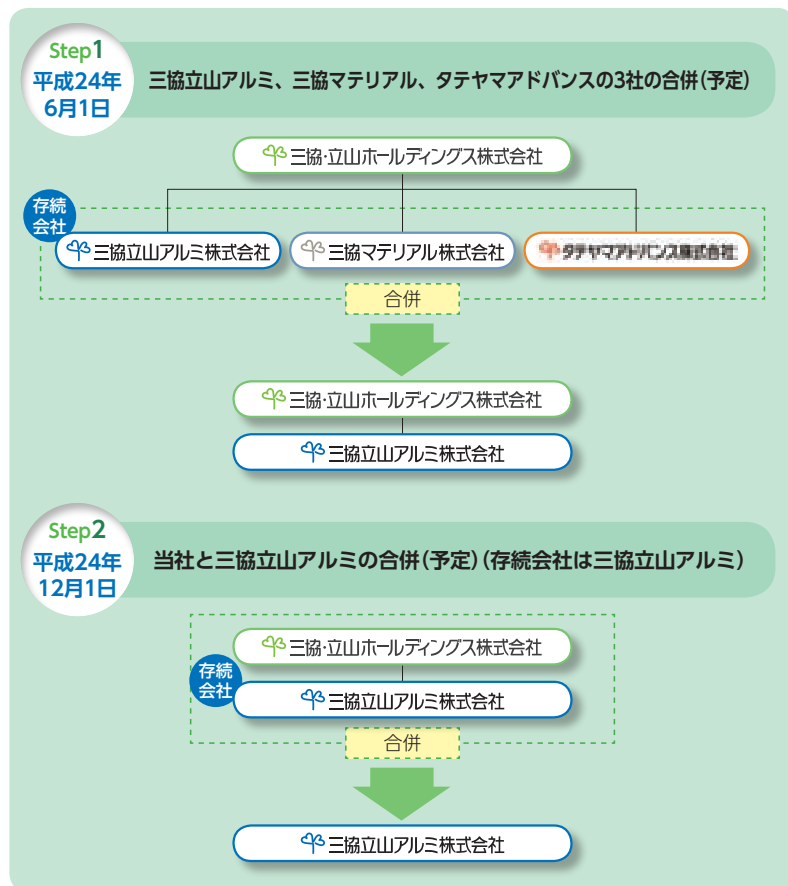 Step1
平成24年
6月1日
三協立山アルミ、三協マテリアル、タテヤマアドバンスの3社の合併(予定)
三協・立山ホールディングス株式会社
存続
会社
三協立山アルミ株式会社
三協マテリアル株式会社
タテヤマアドバンス株式会社
合併
三協・立山ホールディングス株式会社
三協立山アルミ株式会社
Step2
平成24年
12月1日
当社と三協立山アルミの合併(予定)(存続会社は三協立山アルミ)
三協・立山ホールディングス株式会社
存続
会社
三協立山アルミ株式会社
合併
三協立山アルミ株式会社